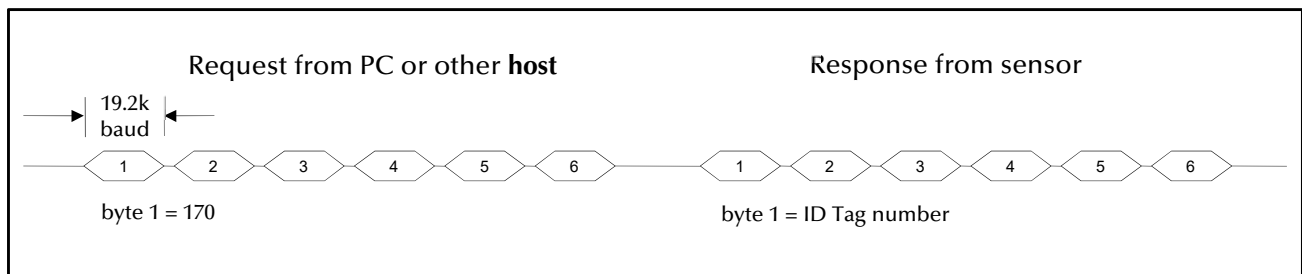 Request from PC or other host
Response from sensor
19.2k
baud
1 2 3 4 5 6
1 2 3 4 5 6
byte 1 = 170
byte 1 = ID Tag number